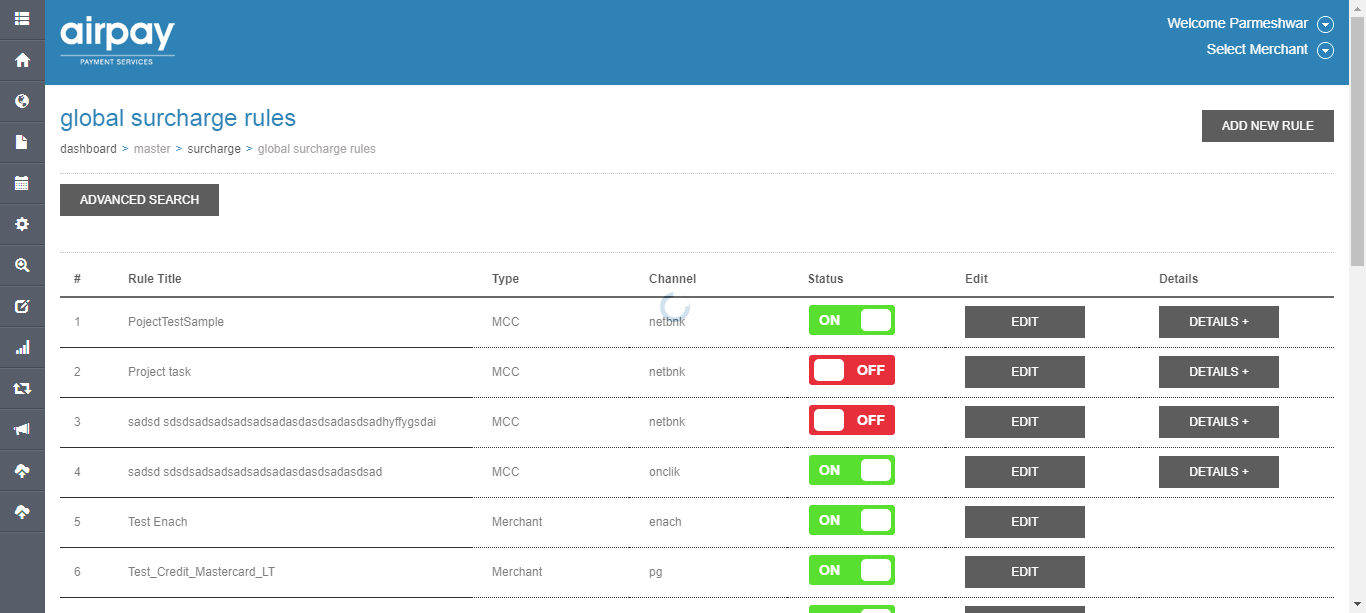 airpay
PAYMENT SERVICES
Welcome Parmeshwar
Select Merchant
global surcharge rules
ADD NEW RULE
dashboard > master > surcharge > global surcharge rules
ADVANCED SEARCH
# Rule Title Type Channel Status Edit Details
1 PojectTestSample MCC netbnk ON EDIT DETAILS +
2 Project task MCC netbnk OFF EDIT DETAILS +
3 sadsd sdsdsadsadsadsadsadasdasdsadasdsadhyffygsdai MCC netbnk OFF EDIT DETAILS +
4 sadsd sdsdsadsadsadsadsadasdasdsadasdsad MCC onclik ON EDIT DETAILS +
5 Test Enach Merchant enach ON EDIT
6 Test_Credit_Mastercard_LT Merchant pg ON EDIT